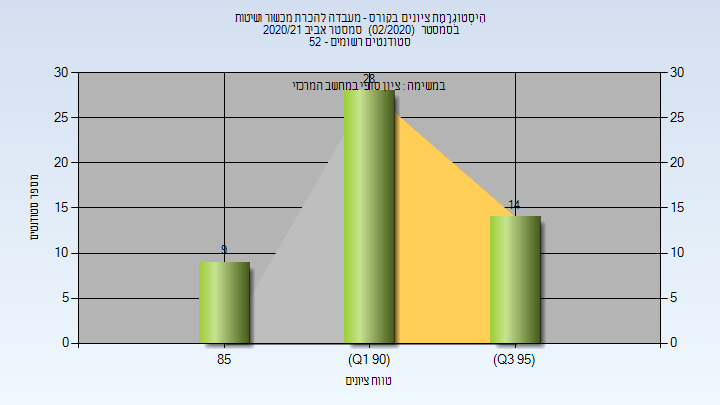 היסטוגרמת ציונים בקורס - מעבדה להכרת מכשור ושיטות
בסמסטר (02/2020) סמסטר אביב 2020/21
סטודנטים רשומים - 52
במשימה : ציון סופי במחשב המרכזי
30 30
25 25
20 20
15 15
10 10
5 5
0 0
28
14
9
מספר סטודנטים
85 (Q1 90) (Q3 95)
טווח ציונים